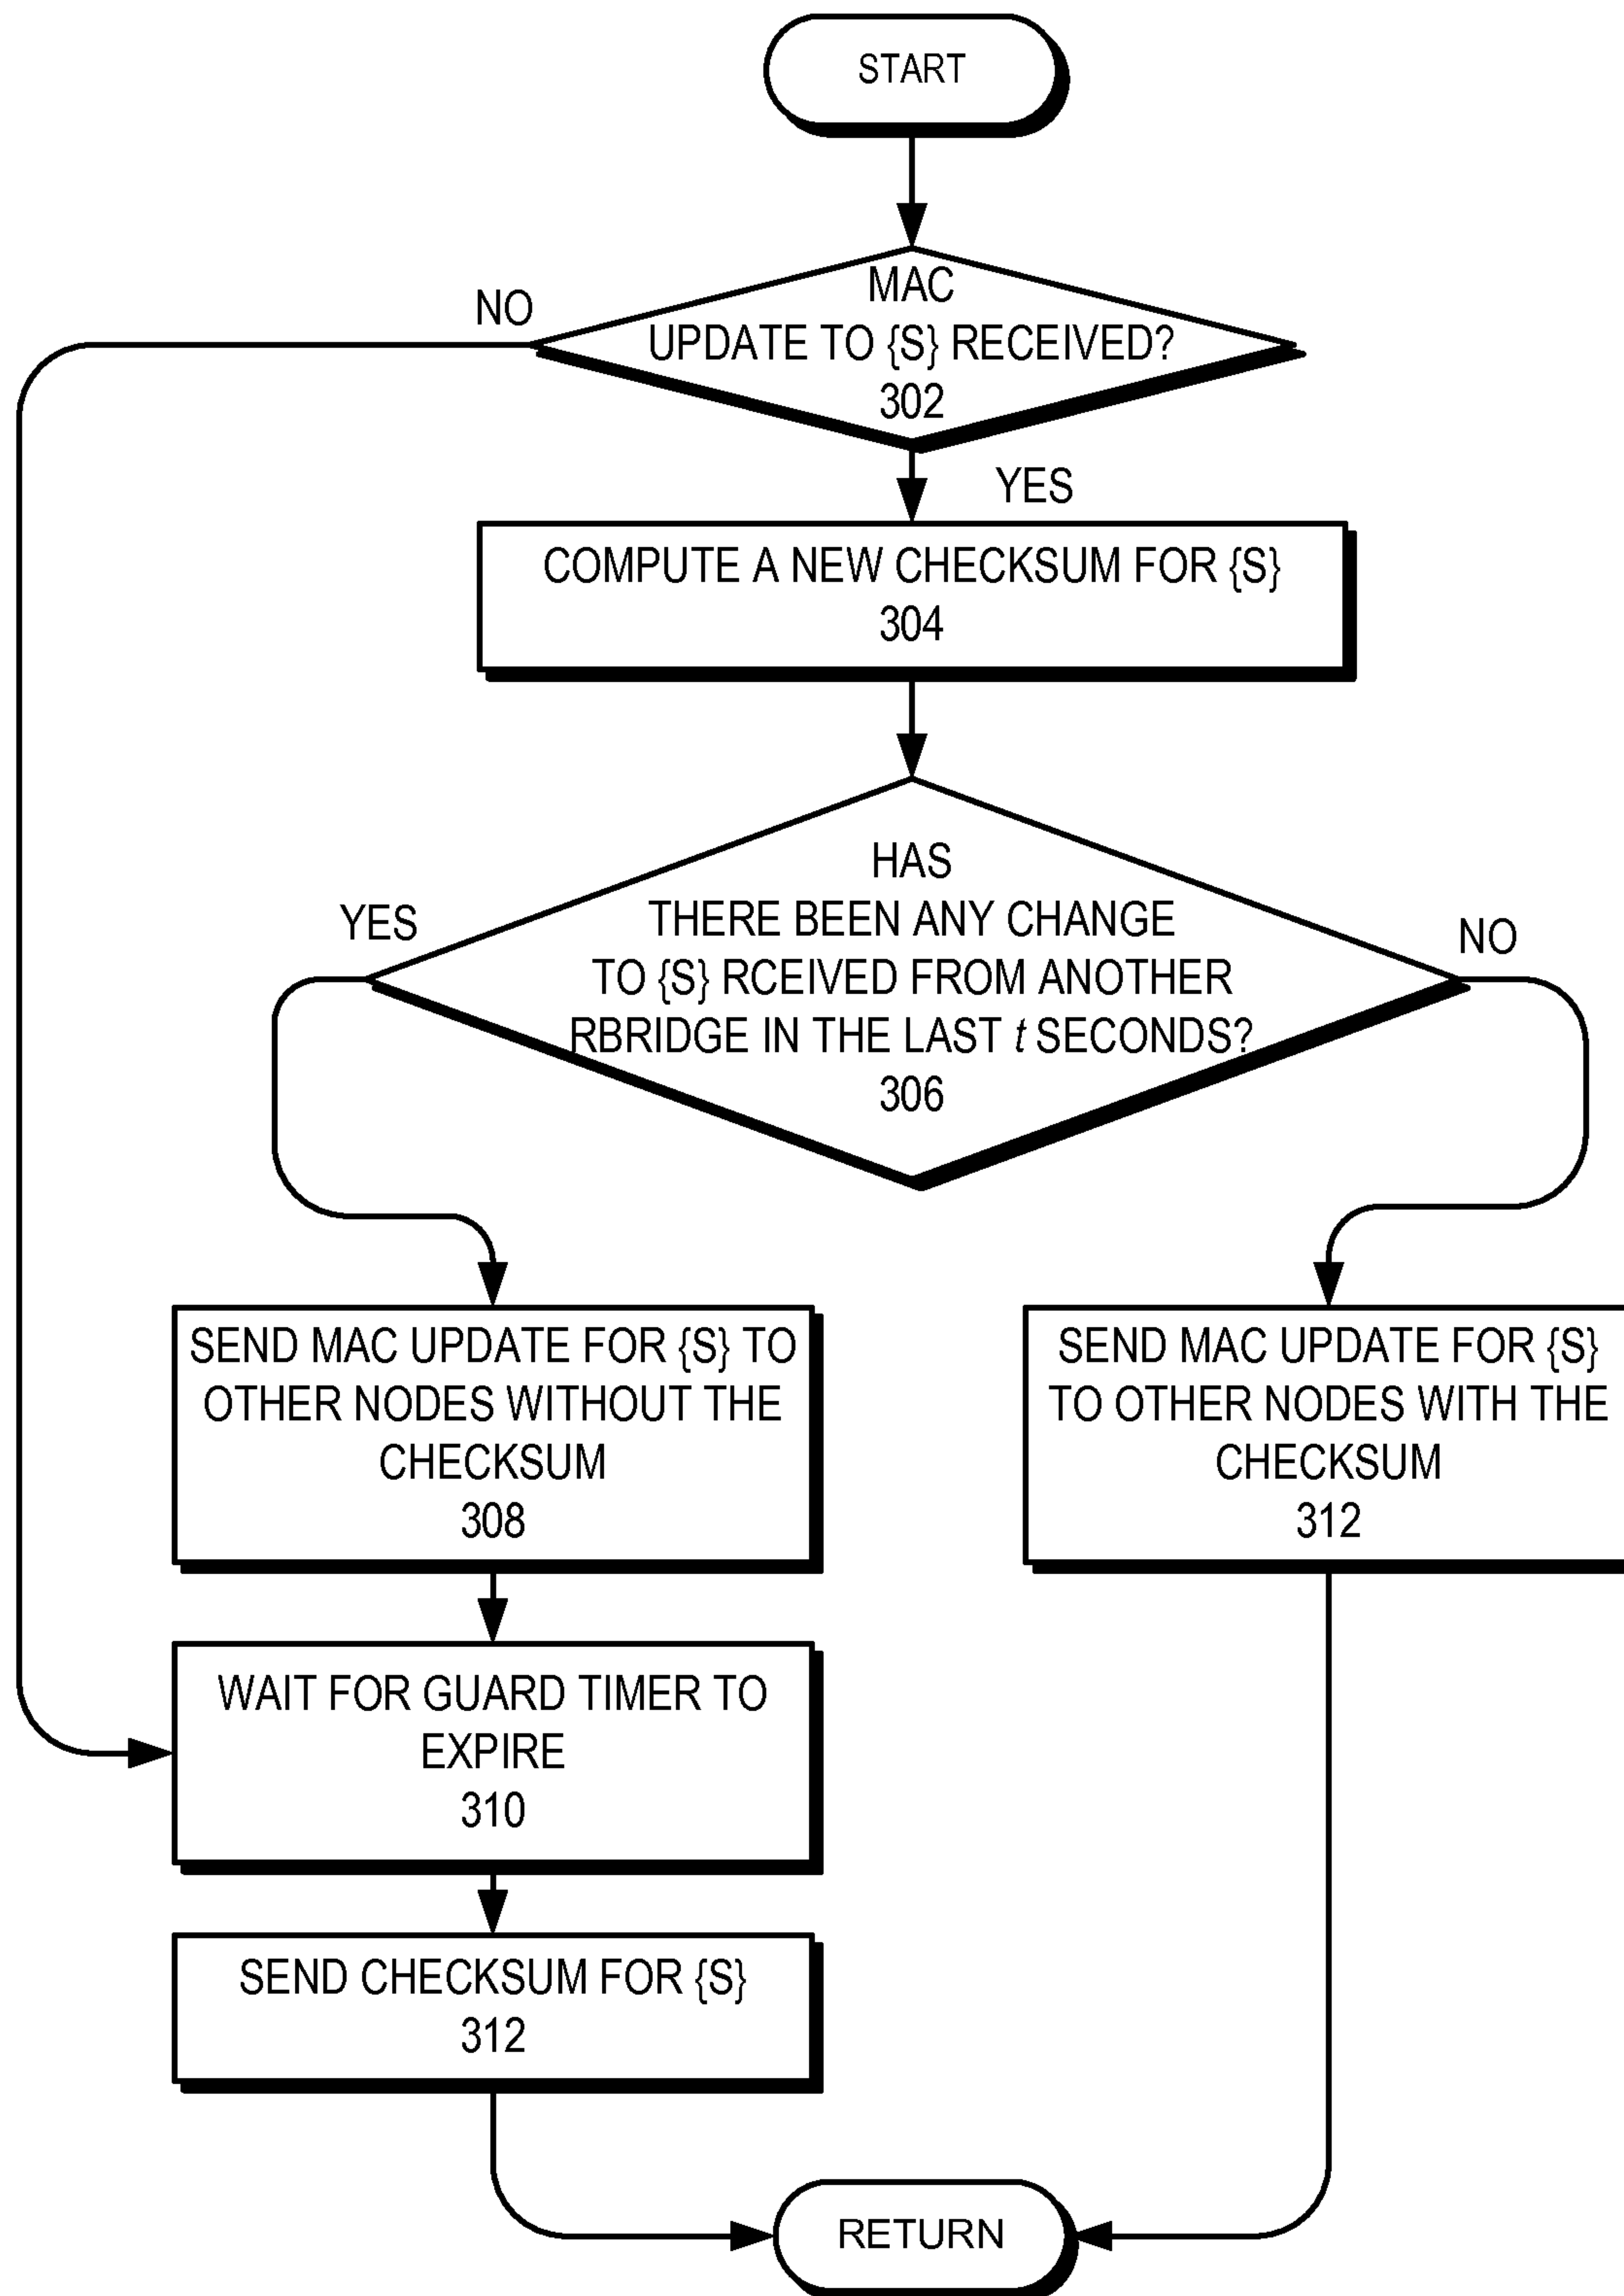 START
NO
MAC
UPDATE TO {S} RECEIVED?
302
YES
COMPUTE A NEW CHECKSUM FOR {S}
304
HAS
THERE BEEN ANY CHANGE
TO {S} RCEIVED FROM ANOTHER
RBRIDGE IN THE LAST t SECONDS?
306
YES
NO
SEND MAC UPDATE FOR {S} TO
OTHER NODES WITHOUT THE
CHECKSUM
308
SEND MAC UPDATE FOR {S}
TO OTHER NODES WITH THE
CHECKSUM
312
WAIT FOR GUARD TIMER TO
EXPIRE
310
SEND CHECKSUM FOR {S}
312
RETURN